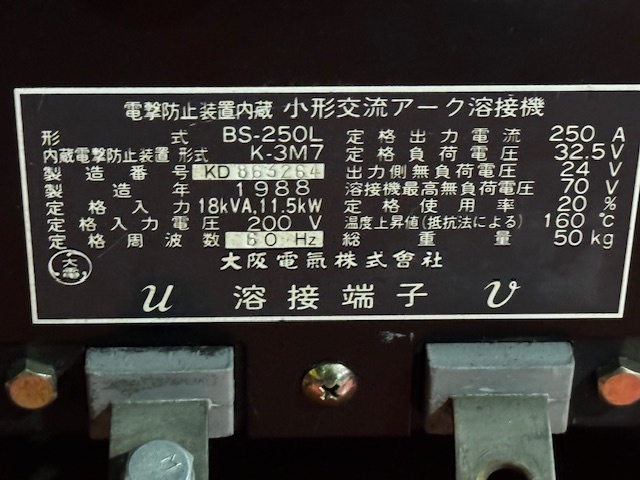 電撃防止装置内蔵 小形交流アーク溶接機
形式 BS-250L 定格出力電流 250 A
内蔵電撃防止装置 形式 K-3M7 定格負荷電圧 32.5 V
製造番号 KD 863264 出力側無負荷電圧 24 V
製造年 1988 溶接機最高無負荷電圧 70 V
定格入力 18kVA, 11.5kW 定格使用率 20 %
定格入力電圧 200 V 温度上昇値(抵抗法による) 160 ℃
定格周波数 60 Hz 総重量 50 kg
大電 大阪電氣株式會社
u 溶接端子 v